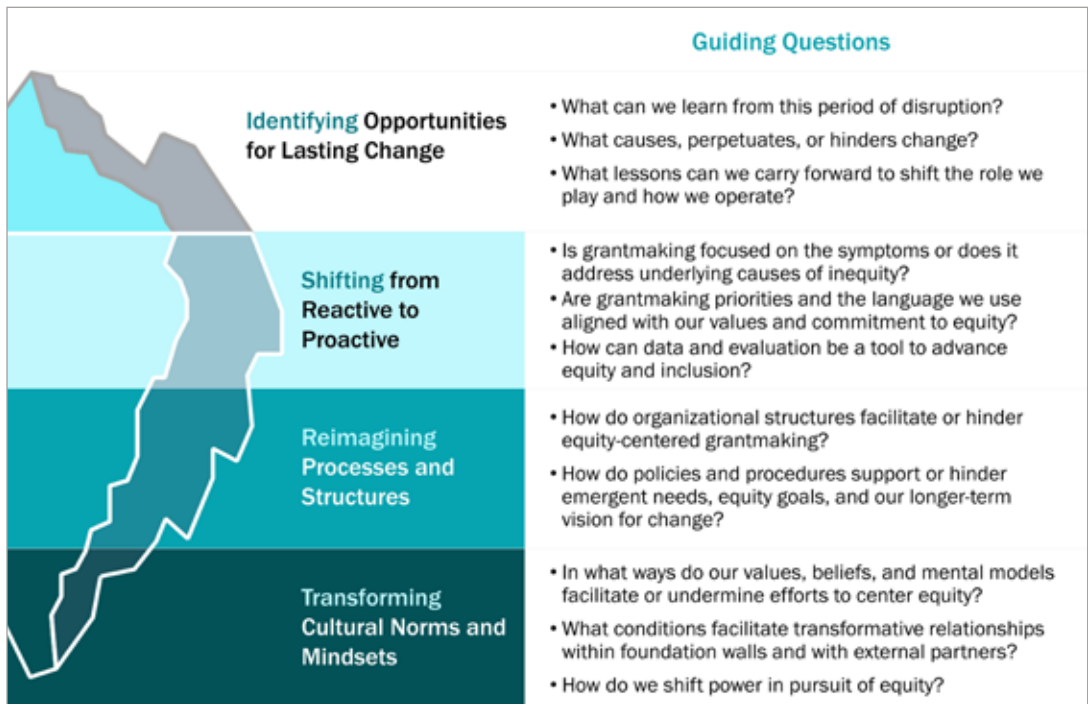 Guiding Questions
Identifying Opportunities
for Lasting Change
• What can we learn from this period of disruption?
• What causes, perpetuates, or hinders change?
• What lessons can we carry forward to shift the role we
play and how we operate?
Shifting from
Reactive to
Proactive
• Is grantmaking focused on the symptoms or does it
address underlying causes of inequity?
• Are grantmaking priorities and the language we use
aligned with our values and commitment to equity?
• How can data and evaluation be a tool to advance
equity and inclusion?
Reimagining
Processes and
Structures
• How do organizational structures facilitate or hinder
equity-centered grantmaking?
• How do policies and procedures support or hinder
emergent needs, equity goals, and our longer-term
vision for change?
Transforming
Cultural Norms and
Mindsets
• In what ways do our values, beliefs, and mental models
facilitate or undermine efforts to center equity?
• What conditions facilitate transformative relationships
within foundation walls and with external partners?
• How do we shift power in pursuit of equity?